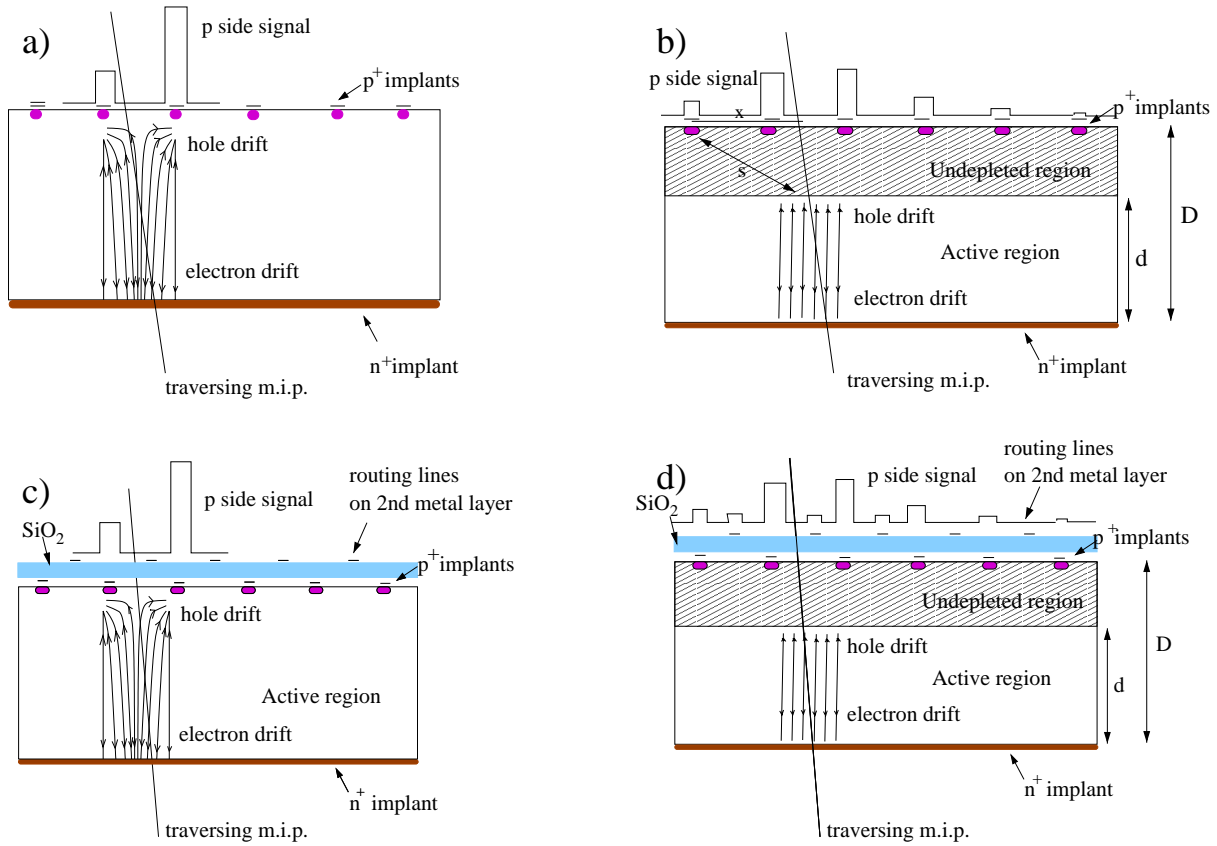 a)
p side signal
p+ implants
hole drift
electron drift
n+ implant
traversing m.i.p.
b)
p side signal
x
p+ implants
s
Undepleted region
hole drift
Active region
electron drift
D
d
n+ implant
traversing m.i.p.
c)
SiO2
p side signal
routing lines
on 2nd metal layer
p+ implants
hole drift
Active region
electron drift
n+ implant
traversing m.i.p.
d)
SiO2
p side signal
routing lines
on 2nd metal layer
p+ implants
Undepleted region
hole drift
Active region
electron drift
D
d
n+ implant
traversing m.i.p.